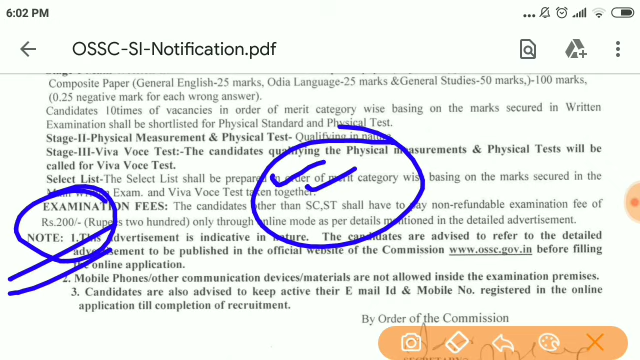 6:02 PM
OSSC-SI-Notification.pdf
Composite Paper (General English-25 marks, Odia Language-25 marks &General Studies-50 marks,)-100 marks,
(0.25 negative mark for each wrong answer).
Candidates 10times of vacancies in order of merit category wise basing on the marks secured in Written
Examination shall be shortlisted for Physical Standard and Physical Test.
Stage-II-Physical Measurement & Physical Test- Qualifying in nature.
Stage-III-Viva Voce Test:-The candidates qualifying the Physical measurements & Physical Tests will be
called for Viva Voce Test.
Select List-The Select List shall be prepared in order of merit category wise basing on the marks secured in the
Main Written Exam. and Viva Voce Test taken together.
EXAMINATION FEES: The candidates other than SC,ST shall have to pay non-refundable examination fee of
Rs.200/- (Rupees two hundred) only through online mode as per details mentioned in the detailed advertisement.
NOTE: 1.This advertisement is indicative in nature. The candidates are advised to refer to the detailed
advertisement to be published in the official website of the Commission www.ossc.gov.in before filling
the online application.
2. Mobile Phones/other communication devices/materials are not allowed inside the examination premises.
3. Candidates are also advised to keep active their E mail Id & Mobile No. registered in the online
application till completion of recruitment.
By Order of the Commission